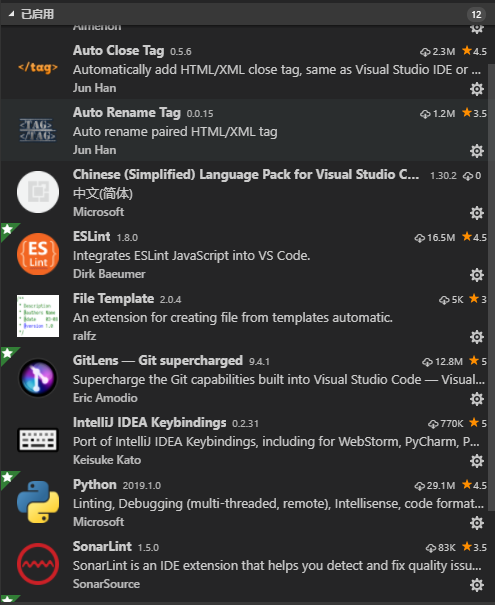 已启用 12
Aimerion
Auto Close Tag 0.5.6 2.3M 4.5
</tag> Automatically add HTML/XML close tag, same as Visual Studio IDE or ...
Jun Han
Auto Rename Tag 0.0.15 1.2M 3.5
<TAG>
</TAG> Auto rename paired HTML/XML tag
Jun Han
Chinese (Simplified) Language Pack for Visual Studio C... 1.30.2 0
中文(简体)
Microsoft
ESLint 1.8.0 16.5M 4.5
ES
Lint Integrates ESLint JavaScript into VS Code.
Dirk Baeumer
File Template 2.0.4 5K 3
An extension for creating file from templates automatic.
ralfz
GitLens — Git supercharged 9.4.1 12.8M 5
Supercharge the Git capabilities built into Visual Studio Code — Visual...
Eric Amodio
IntelliJ IDEA Keybindings 0.2.31 770K 5
Port of IntelliJ IDEA Keybindings, including for WebStorm, PyCharm, P...
Keisuke Kato
Python 2019.1.0 29.1M 4.5
Linting, Debugging (multi-threaded, remote), Intellisense, code format...
Microsoft
SonarLint 1.5.0 83K 3.5
SonarLint is an IDE extension that helps you detect and fix quality issu...
SonarSource